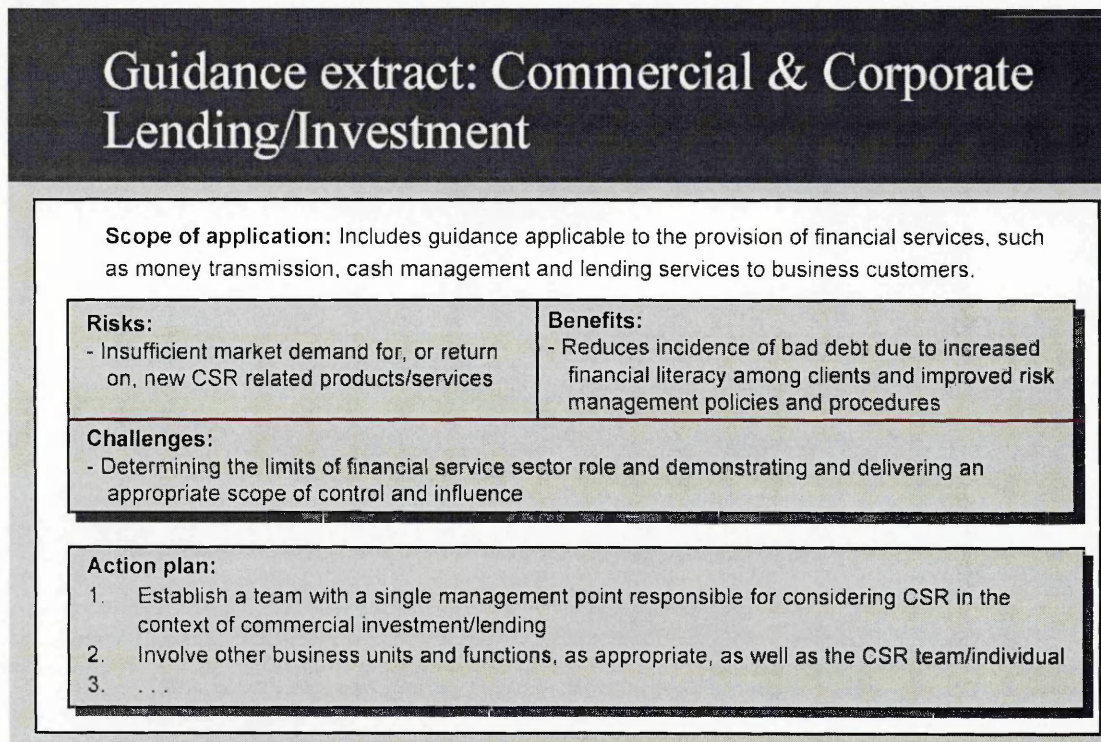 Guidance extract: Commercial & Corporate
Lending/Investment
Scope of application: Includes guidance applicable to the provision of financial services, such
as money transmission, cash management and lending services to business customers.
Risks:
- Insufficient market demand for, or return
on, new CSR related products/services
Benefits:
- Reduces incidence of bad debt due to increased
financial literacy among clients and improved risk
management policies and procedures
Challenges:
- Determining the limits of financial service sector role and demonstrating and delivering an
appropriate scope of control and influence
Action plan:
1. Establish a team with a single management point responsible for considering CSR in the
context of commercial investment/lending
2. Involve other business units and functions, as appropriate, as well as the CSR team/individual
3. . . .